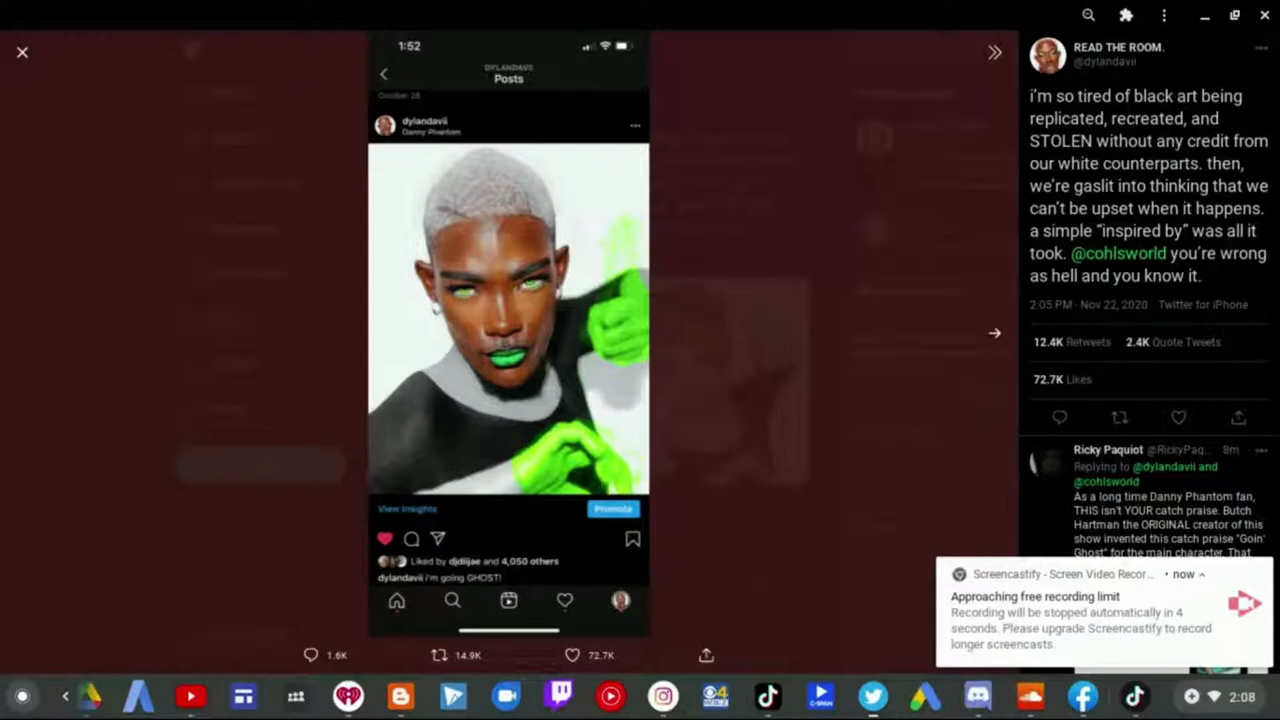 1:52
DYLANDAVII
Posts
October 28
dylandavii
Danny Phantom
View Insights
Promote
Liked by djdiijae and 4,050 others
dylandavii i'm going GHOST!
1.6K
14.9K
72.7K
READ THE ROOM.
@dylandavii
i'm so tired of black art being
replicated, recreated, and
STOLEN without any credit from
our white counterparts. then,
we're gaslit into thinking that we
can't be upset when it happens.
a simple “inspired by” was all it
took. @cohlsworld you're wrong
as hell and you know it.
2:05 PM · Nov 22, 2020 · Twitter for iPhone
12.4K Retweets 2.4K Quote Tweets
72.7K Likes
Ricky Paquiot @RickyPaq... 8m
Replying to @dylandavii and
@cohlsworld
As a long time Danny Phantom fan,
THIS isn't YOUR catch praise. Butch
Hartman the ORIGINAL creator of this
show invented this catch praise "Goin'
Ghost" for the main character. That
Screencastify - Screen Video Recor... • now
Approaching free recording limit
Recording will be stopped automatically in 4
seconds. Please upgrade Screencastify to record
longer screencasts.
C-SPAN
2:08